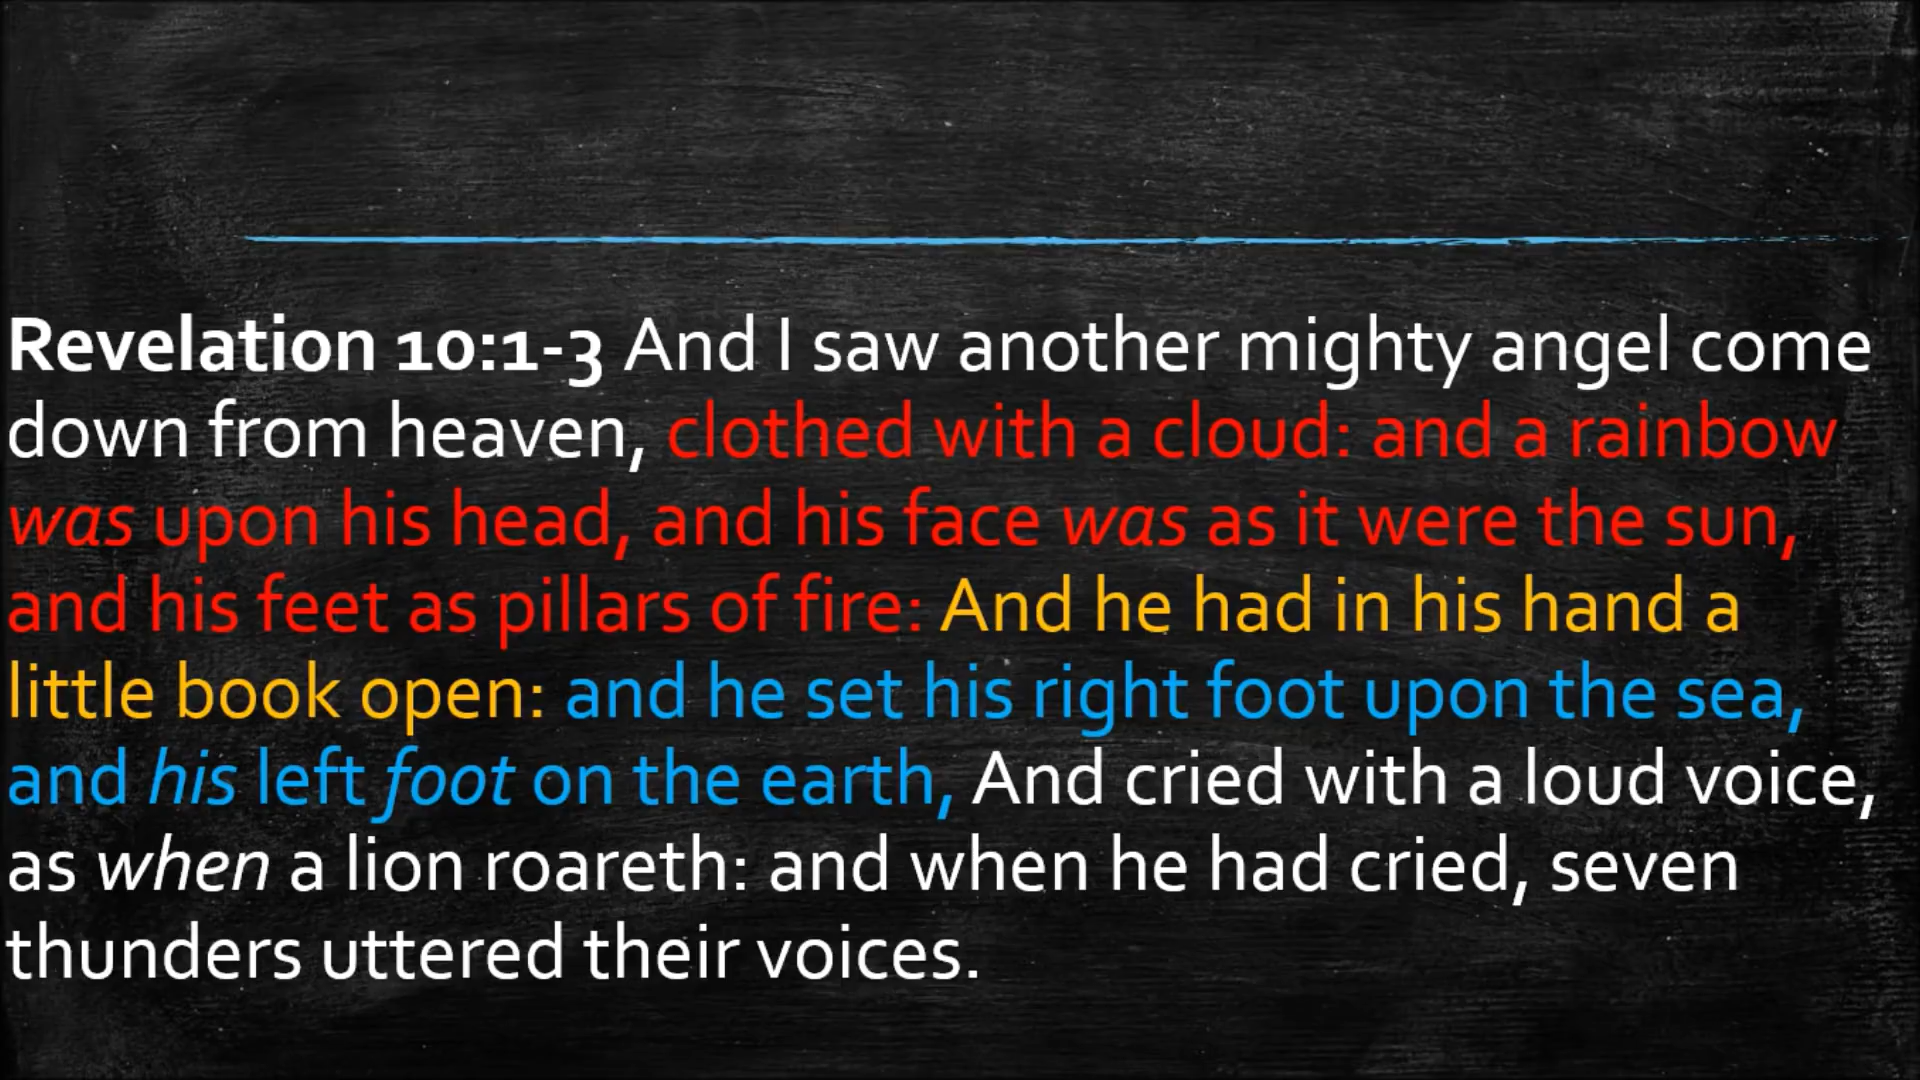 Revelation 10:1-3 And I saw another mighty angel come
down from heaven, clothed with a cloud: and a rainbow
was upon his head, and his face was as it were the sun,
and his feet as pillars of fire: And he had in his hand a
little book open: and he set his right foot upon the sea,
and his left foot on the earth, And cried with a loud voice,
as when a lion roareth: and when he had cried, seven
thunders uttered their voices.